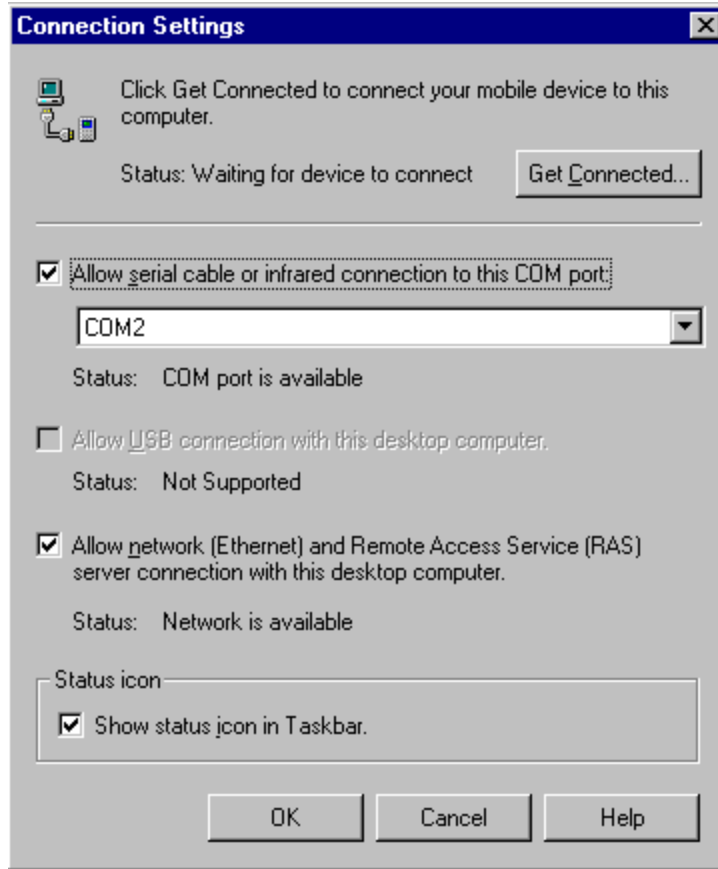 Connection Settings
Click Get Connected to connect your mobile device to this
computer.
Status: Waiting for device to connect
Get Connected...
Allow serial cable or infrared connection to this COM port:
COM2
Status: COM port is available
Allow USB connection with this desktop computer.
Status: Not Supported
Allow network (Ethernet) and Remote Access Service (RAS)
server connection with this desktop computer.
Status: Network is available
Status icon
Show status icon in Taskbar.
OK Cancel Help